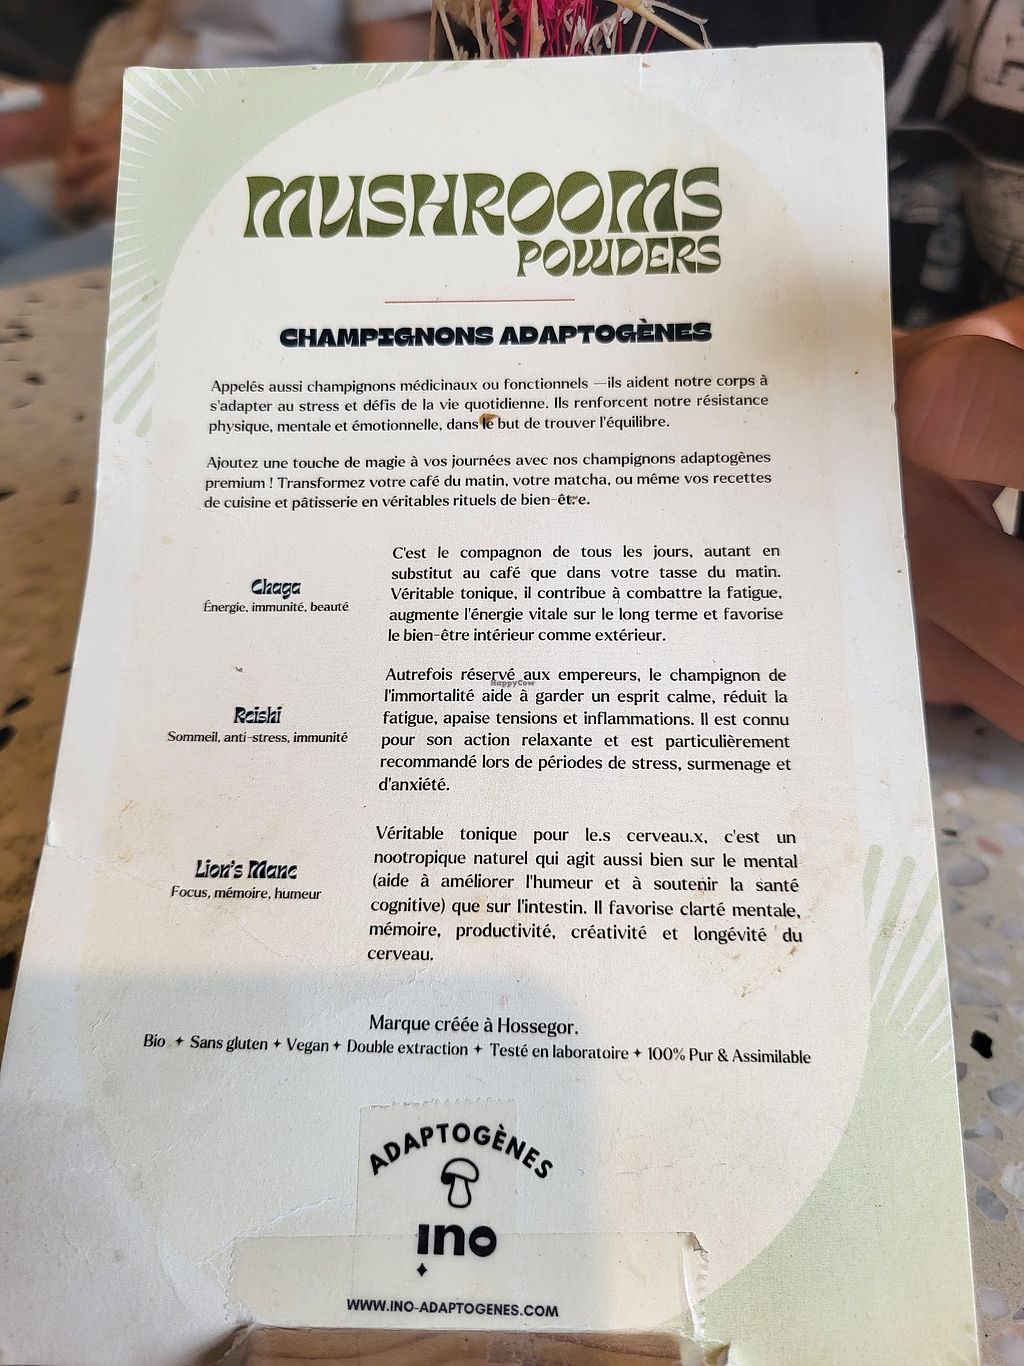 MUSHROOMS
POWDERS
CHAMPIGNONS ADAPTOGÈNES
Appelés aussi champignons médicinaux ou fonctionnels —ils aident notre corps à
s'adapter au stress et défis de la vie quotidienne. Ils renforcent notre résistance
physique, mentale et émotionnelle, dans le but de trouver l'équilibre.
Ajoutez une touche de magie à vos journées avec nos champignons adaptogènes
premium ! Transformez votre café du matin, votre matcha, ou même vos recettes
de cuisine et pâtisserie en véritables rituels de bien-être.
Chaga
Énergie, immunité, beauté
C'est le compagnon de tous les jours, autant en
substitut au café que dans votre tasse du matin.
Véritable tonique, il contribue à combattre la fatigue,
augmente l'énergie vitale sur le long terme et favorise
le bien-être intérieur comme extérieur.
Reishi
Sommeil, anti-stress, immunité
Autrefois réservé aux empereurs, le champignon de
l'immortalité aide à garder un esprit calme, réduit la
fatigue, apaise tensions et inflammations. Il est connu
pour son action relaxante et est particulièrement
recommandé lors de périodes de stress, surmenage et
d'anxiété.
HappyCow
Lion's Mane
Focus, mémoire, humeur
Véritable tonique pour le.s cerveau.x, c'est un
nootropique naturel qui agit aussi bien sur le mental
(aide à améliorer l'humeur et à soutenir la santé
cognitive) que sur l'intestin. Il favorise clarté mentale,
mémoire, productivité, créativité et longévité du
cerveau.
Marque créée à Hossegor.
Bio ✦ Sans gluten ✦ Vegan ✦ Double extraction ✦ Testé en laboratoire ✦ 100% Pur & Assimilable
ADAPTOGÈNES
ino
WWW.INO-ADAPTOGENES.COM